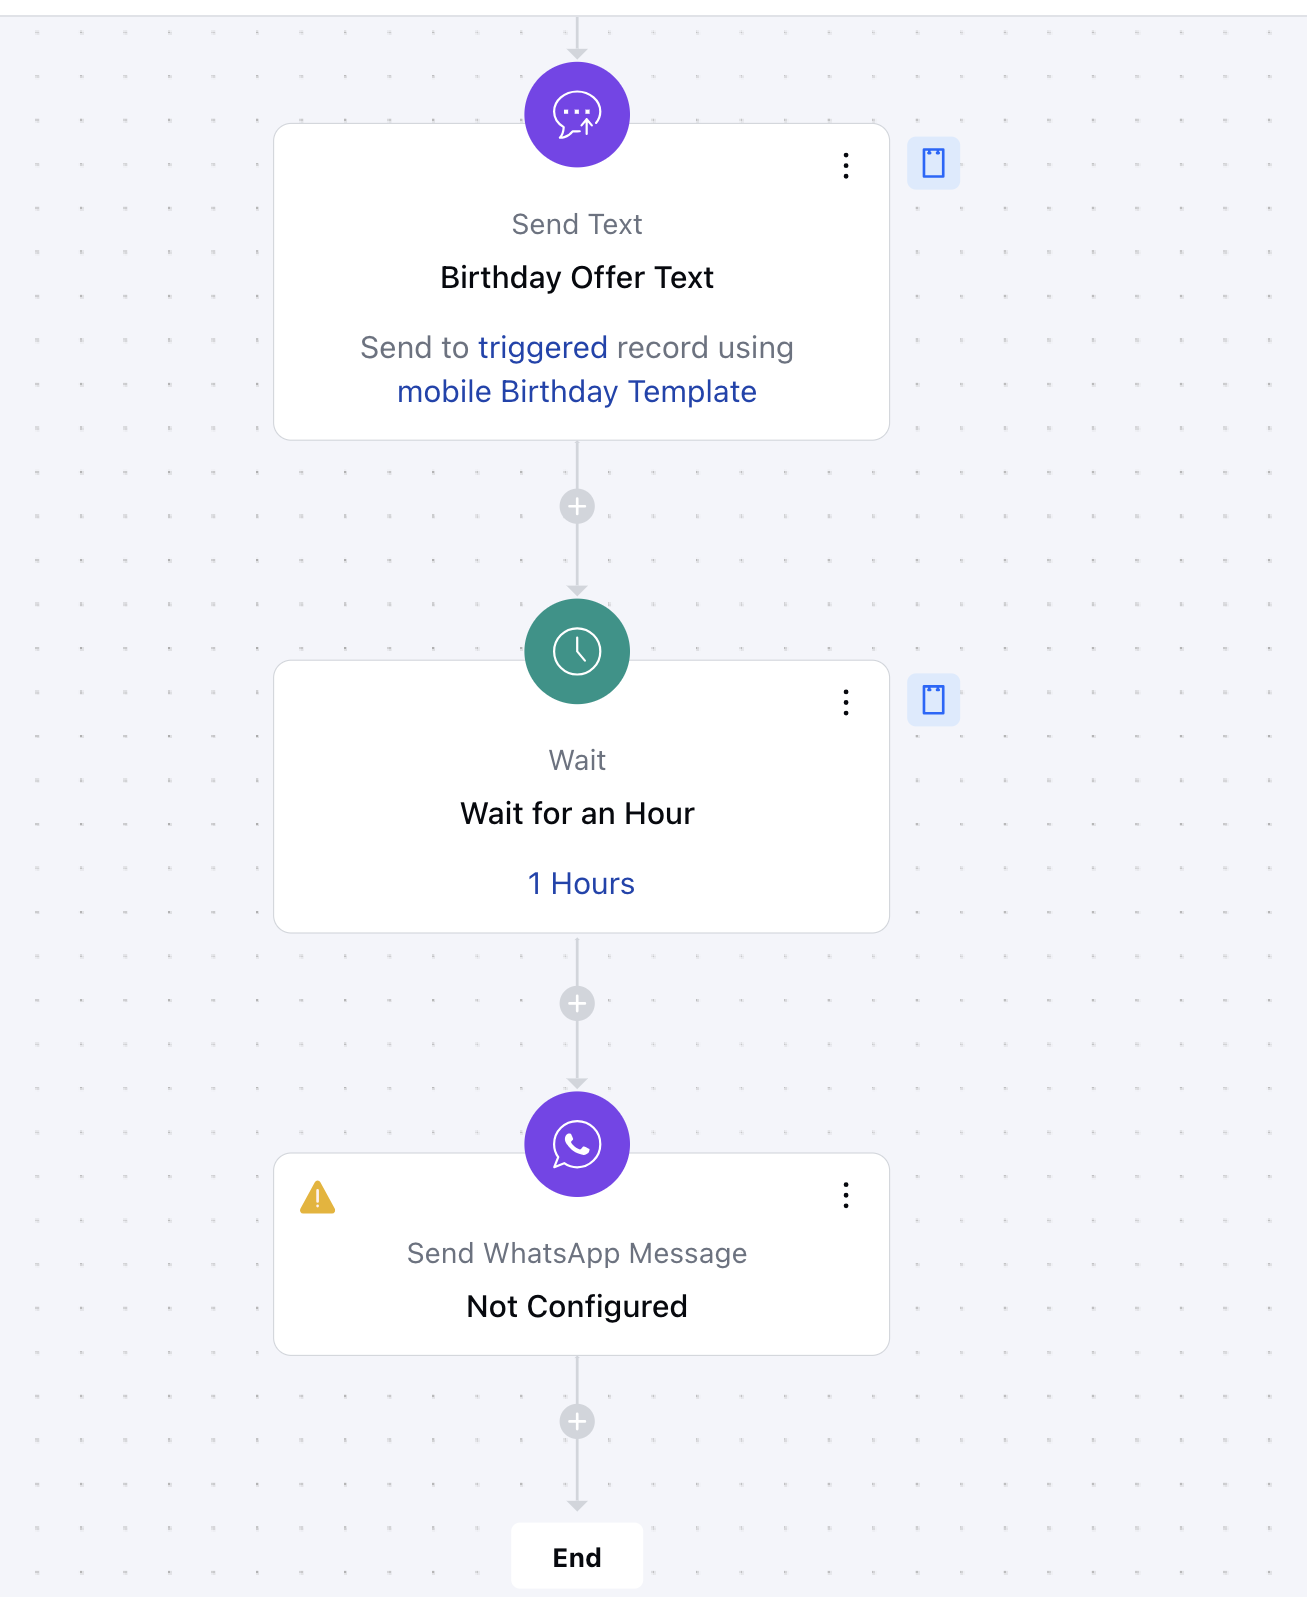 Send Text
Birthday Offer Text
Send to triggered record using
mobile Birthday Template
Wait
Wait for an Hour
1 Hours
Send WhatsApp Message
Not Configured
End